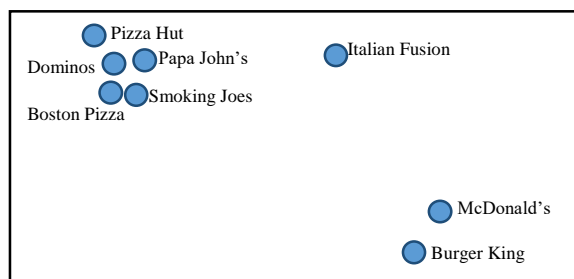 Pizza Hut
Italian Fusion
Papa John's
Dominos
Smoking Joes
Boston Pizza
McDonald's
Burger King